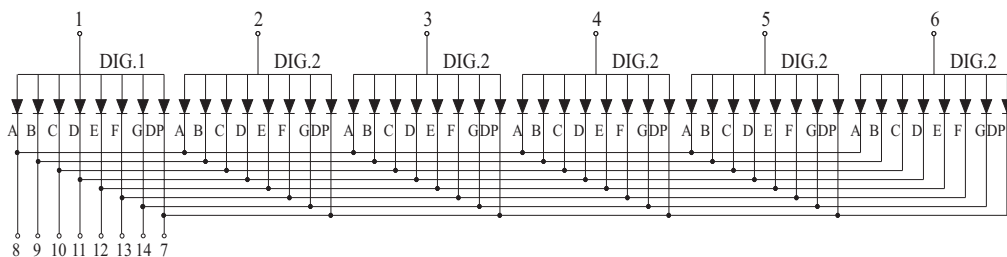 1 2 3 4 5 6
DIG.1 DIG.2 DIG.2 DIG.2 DIG.2 DIG.2
A B C D E F G DP A B C D E F G DP A B C D E F G DP A B C D E F G DP A B C D E F G DP A B C D E F G DP
8 9 10 11 12 13 14 7